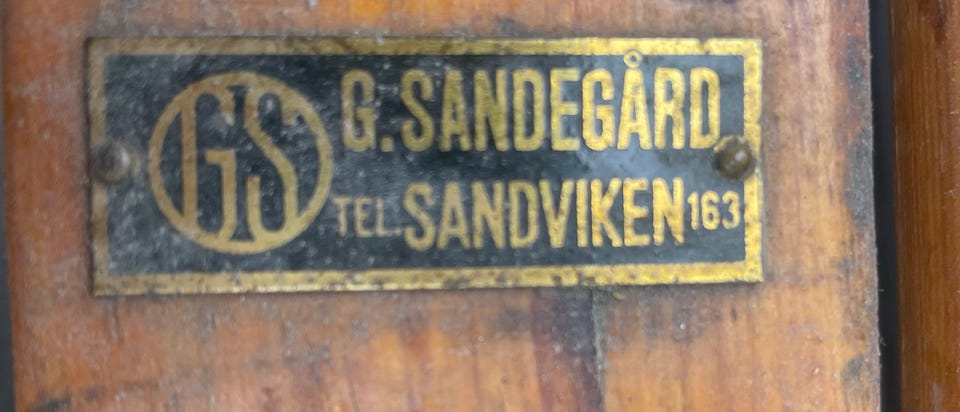 GS
G. SANDEGÅRD
TEL. SANDVIKEN 163